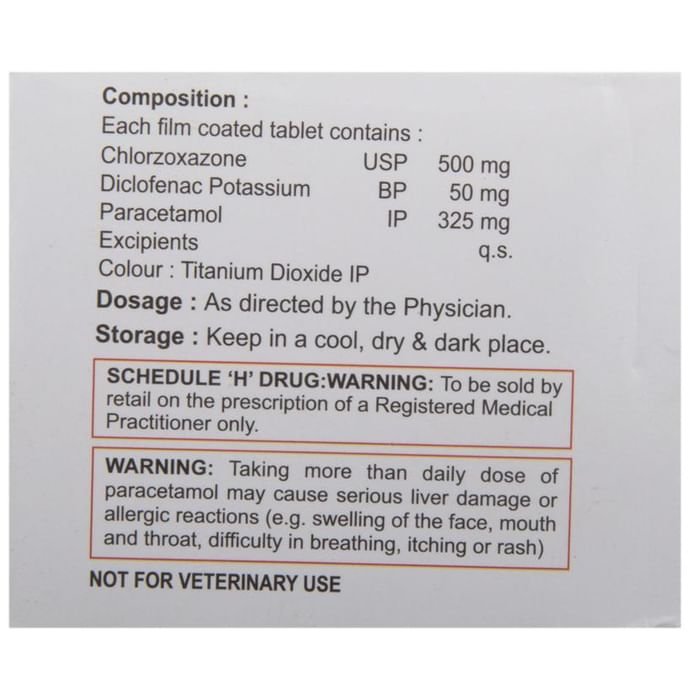 Composition :
Each film coated tablet contains :
Chlorzoxazone USP 500 mg
Diclofenac Potassium BP 50 mg
Paracetamol IP 325 mg
Excipients q.s.
Colour : Titanium Dioxide IP
Dosage : As directed by the Physician.
Storage : Keep in a cool, dry & dark place.
SCHEDULE ‘H’ DRUG:WARNING: To be sold by
retail on the prescription of a Registered Medical
Practitioner only.
WARNING: Taking more than daily dose of
paracetamol may cause serious liver damage or
allergic reactions (e.g. swelling of the face, mouth
and throat, difficulty in breathing, itching or rash)
NOT FOR VETERINARY USE